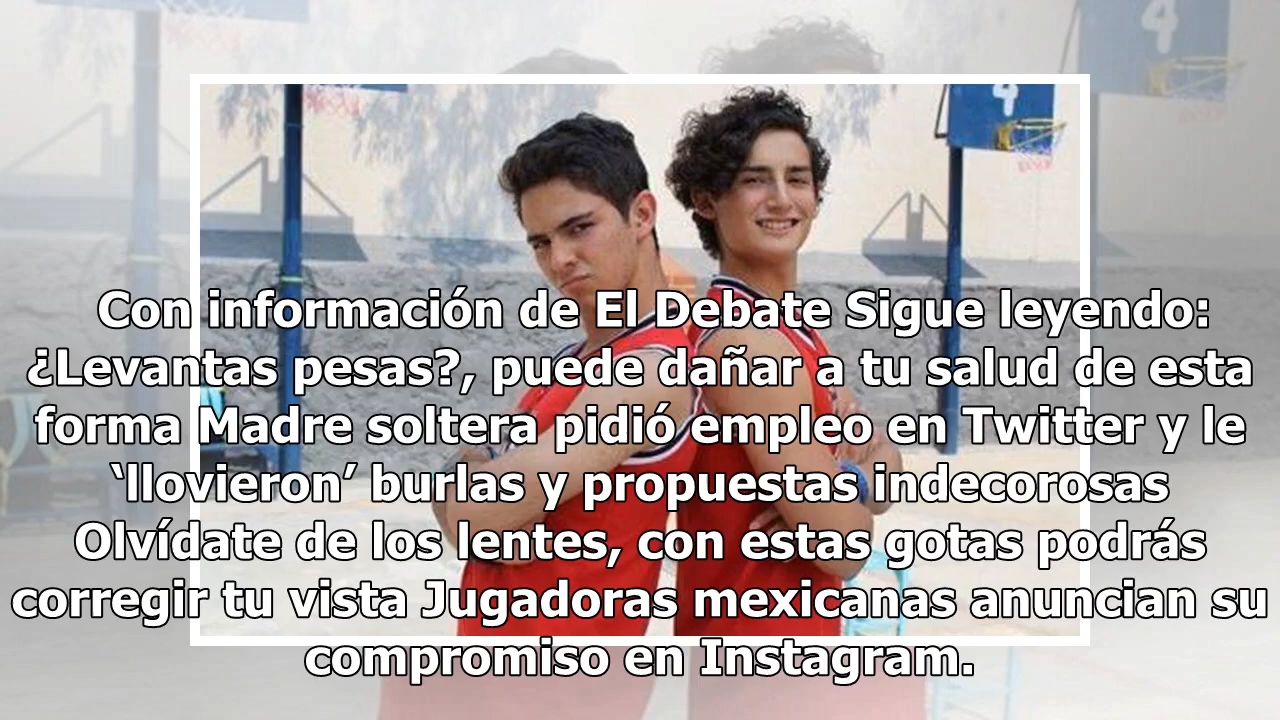 Con información de El Debate Sigue leyendo:
¿Levantas pesas?, puede dañar a tu salud de esta
forma Madre soltera pidió empleo en Twitter y le
‘llovieron’ burlas y propuestas indecorosas
Olvídate de los lentes, con estas gotas podrás
corregir tu vista Jugadoras mexicanas anuncian su
compromiso en Instagram.
4
4